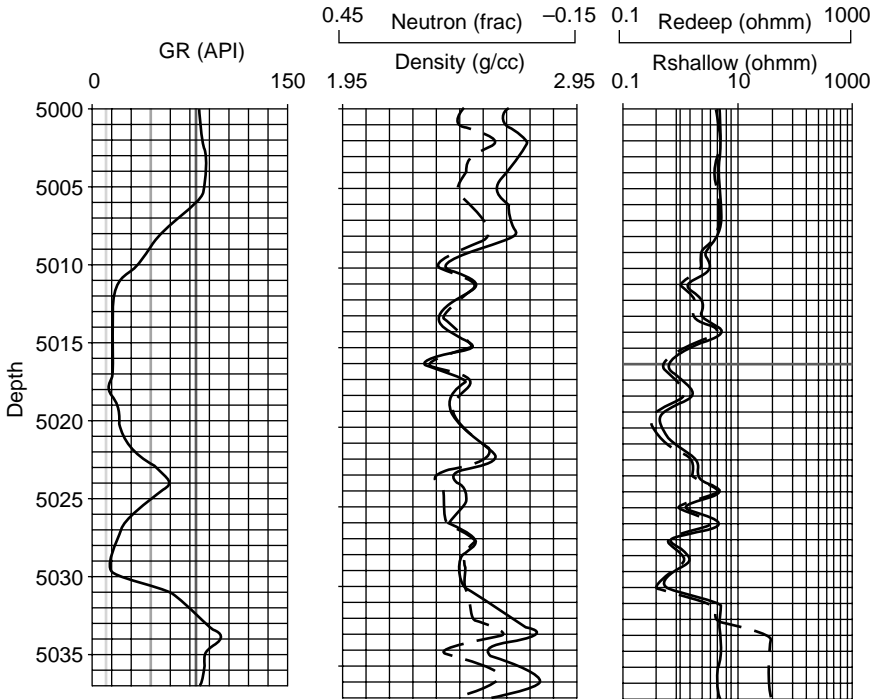 0.45 Neutron (frac) –0.15
0.1 Redeep (ohmm) 1000
GR (API)
Density (g/cc)
Rshallow (ohmm)
0 150
1.95 2.95
0.1 10 1000
Depth
5000
5005
5010
5015
5020
5025
5030
5035